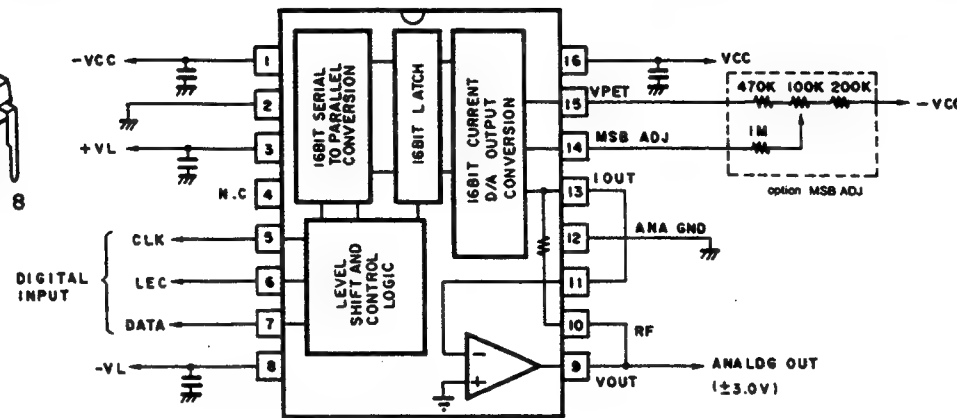 -VCC
1
2
+VL
3
N.C
4
CLK
5
DIGITAL
INPUT
LEC
6
DATA
7
-VL
8
8
16BIT SERIAL
TO PARALLEL
CONVERSION
16BIT LATCH
16BIT CURRENT
D/A OUTPUT
CONVERSION
LEVEL
SHIFT AND
CONTROL
LOGIC
-
+
16
VCC
15
VPET
470K 100K 200K
-VCC
14
MSB ADJ
1M
option MSB ADJ
13
IOUT
12
ANA GND
11
10
RF
9
VOUT
ANALOG OUT
(±3.0V)